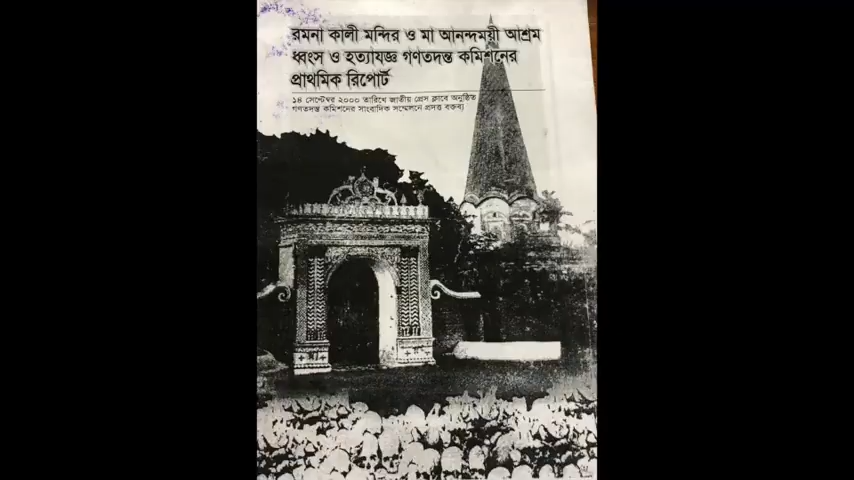 রমনা কালী মন্দির ও মা আনন্দময়ী আশ্রম
ধ্বংস ও হত্যাযজ্ঞ গণতদন্ত কমিশনের
প্রাথমিক রিপোর্ট
১৪ সেপ্টেম্বর ২০০০ তারিখে জাতীয় প্রেস ক্লাবে অনুষ্ঠিত
গণতদন্ত কমিশনের সাংবাদিক সম্মেলনে প্রদত্ত বক্তব্য